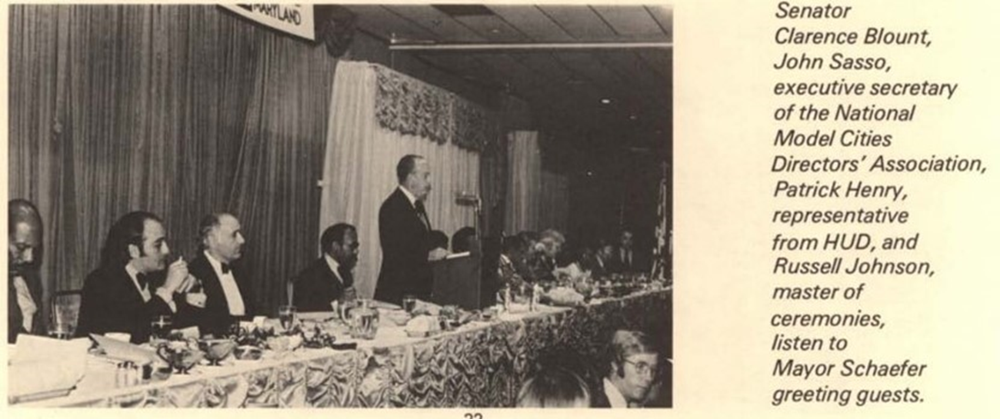 MARYLAND
Senator
Clarence Blount,
John Sasso,
executive secretary
of the National
Model Cities
Directors' Association,
Patrick Henry,
representative
from HUD, and
Russell Johnson,
master of
ceremonies,
listen to
Mayor Schaefer
greeting guests.